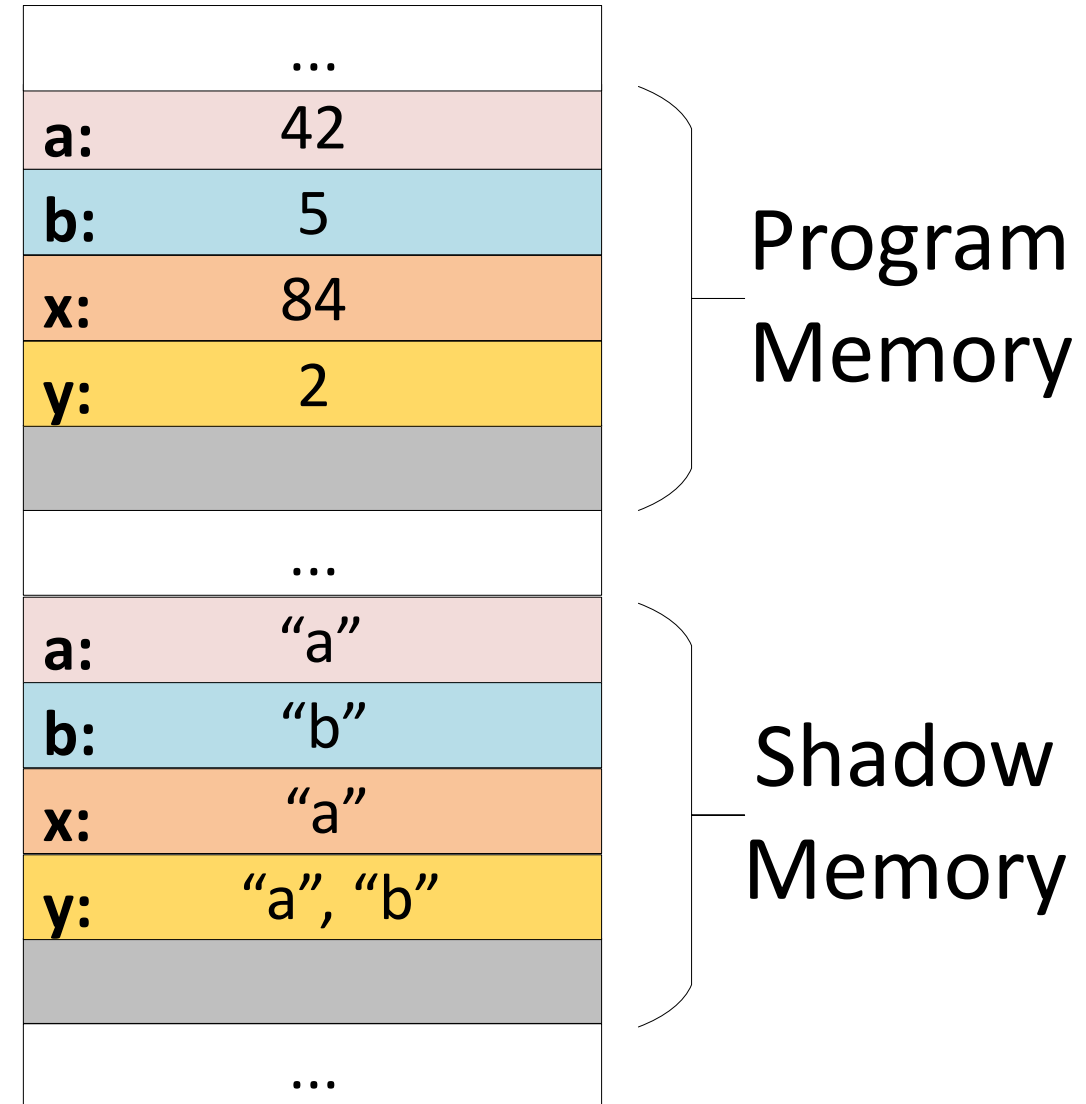 ...
a: 42
b: 5
x: 84
y: 2
Program
Memory
...
a: “a”
b: “b”
x: “a”
y: “a”, “b”
Shadow
Memory
...